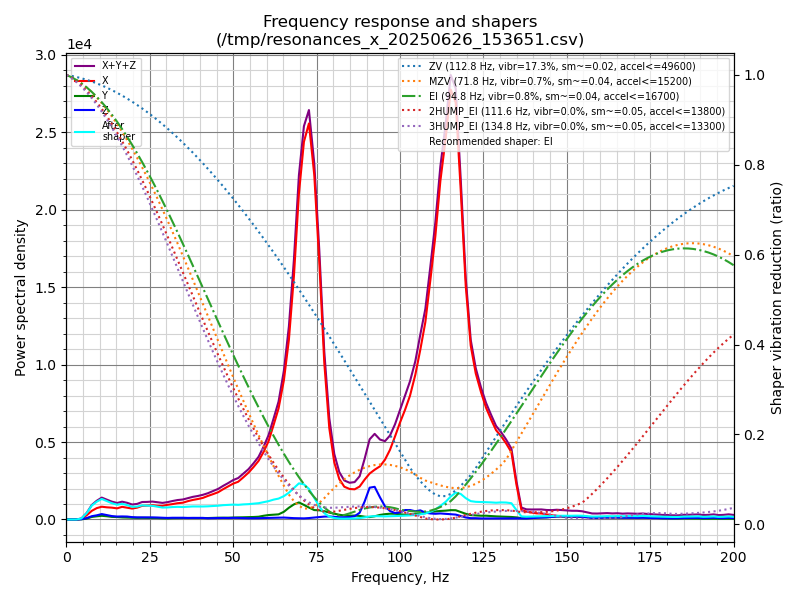 Frequency response and shapers
(/tmp/resonances_x_20250626_153651.csv)
1e4
X+Y+Z
X
Y
Z
After
shaper
ZV (112.8 Hz, vibr=17.3%, sm~=0.02, accel<=49600)
MZV (71.8 Hz, vibr=0.7%, sm~=0.04, accel<=15200)
EI (94.8 Hz, vibr=0.8%, sm~=0.04, accel<=16700)
2HUMP_EI (111.6 Hz, vibr=0.0%, sm~=0.05, accel<=13800)
3HUMP_EI (134.8 Hz, vibr=0.0%, sm~=0.05, accel<=13300)
Recommended shaper: EI
Power spectral density
3.0
2.5
2.0
1.5
1.0
0.5
0.0
1.0
0.8
0.6
0.4
0.2
0.0
Shaper vibration reduction (ratio)
0 25 50 75 100 125 150 175 200
Frequency, Hz